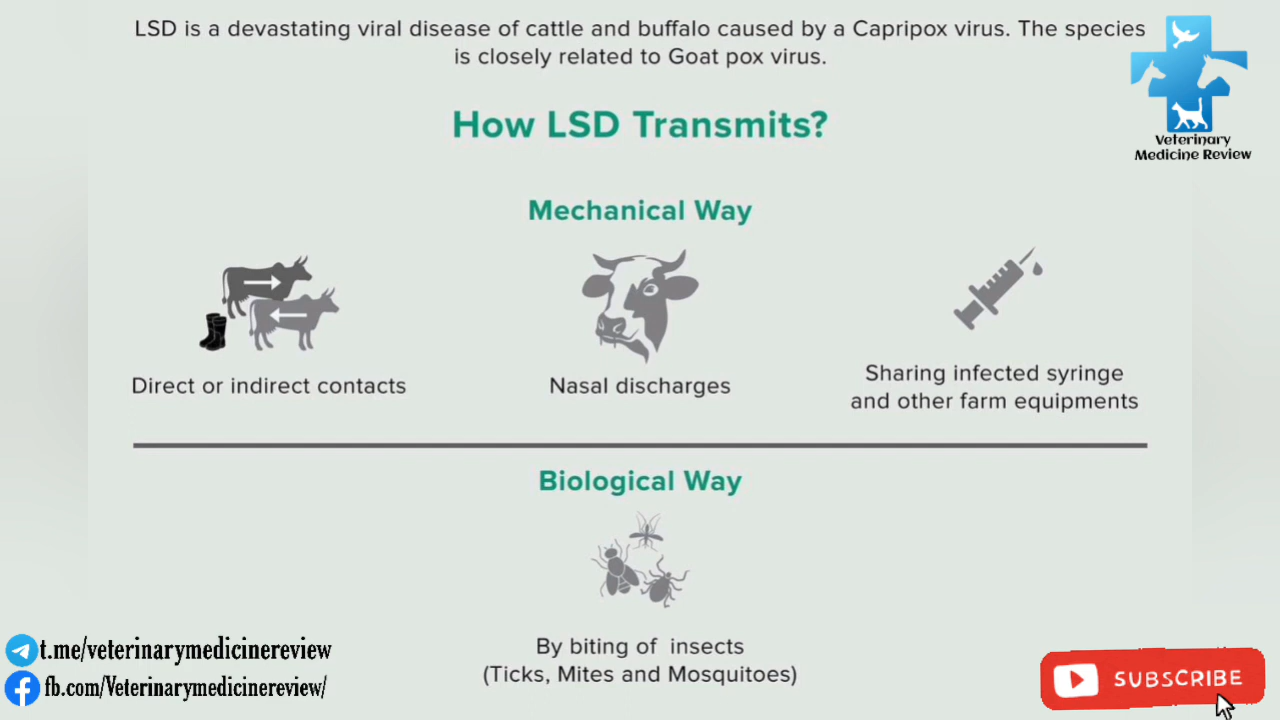 LSD is a devastating viral disease of cattle and buffalo caused by a Capripox virus. The species
is closely related to Goat pox virus.
Veterinary
Medicine Review
How LSD Transmits?
Mechanical Way
Direct or indirect contacts
Nasal discharges
Sharing infected syringe
and other farm equipments
Biological Way
By biting of insects
(Ticks, Mites and Mosquitoes)
t.me/veterinarymedicinereview
fb.com/Veterinarymedicinereview/
SUBSCRIBE